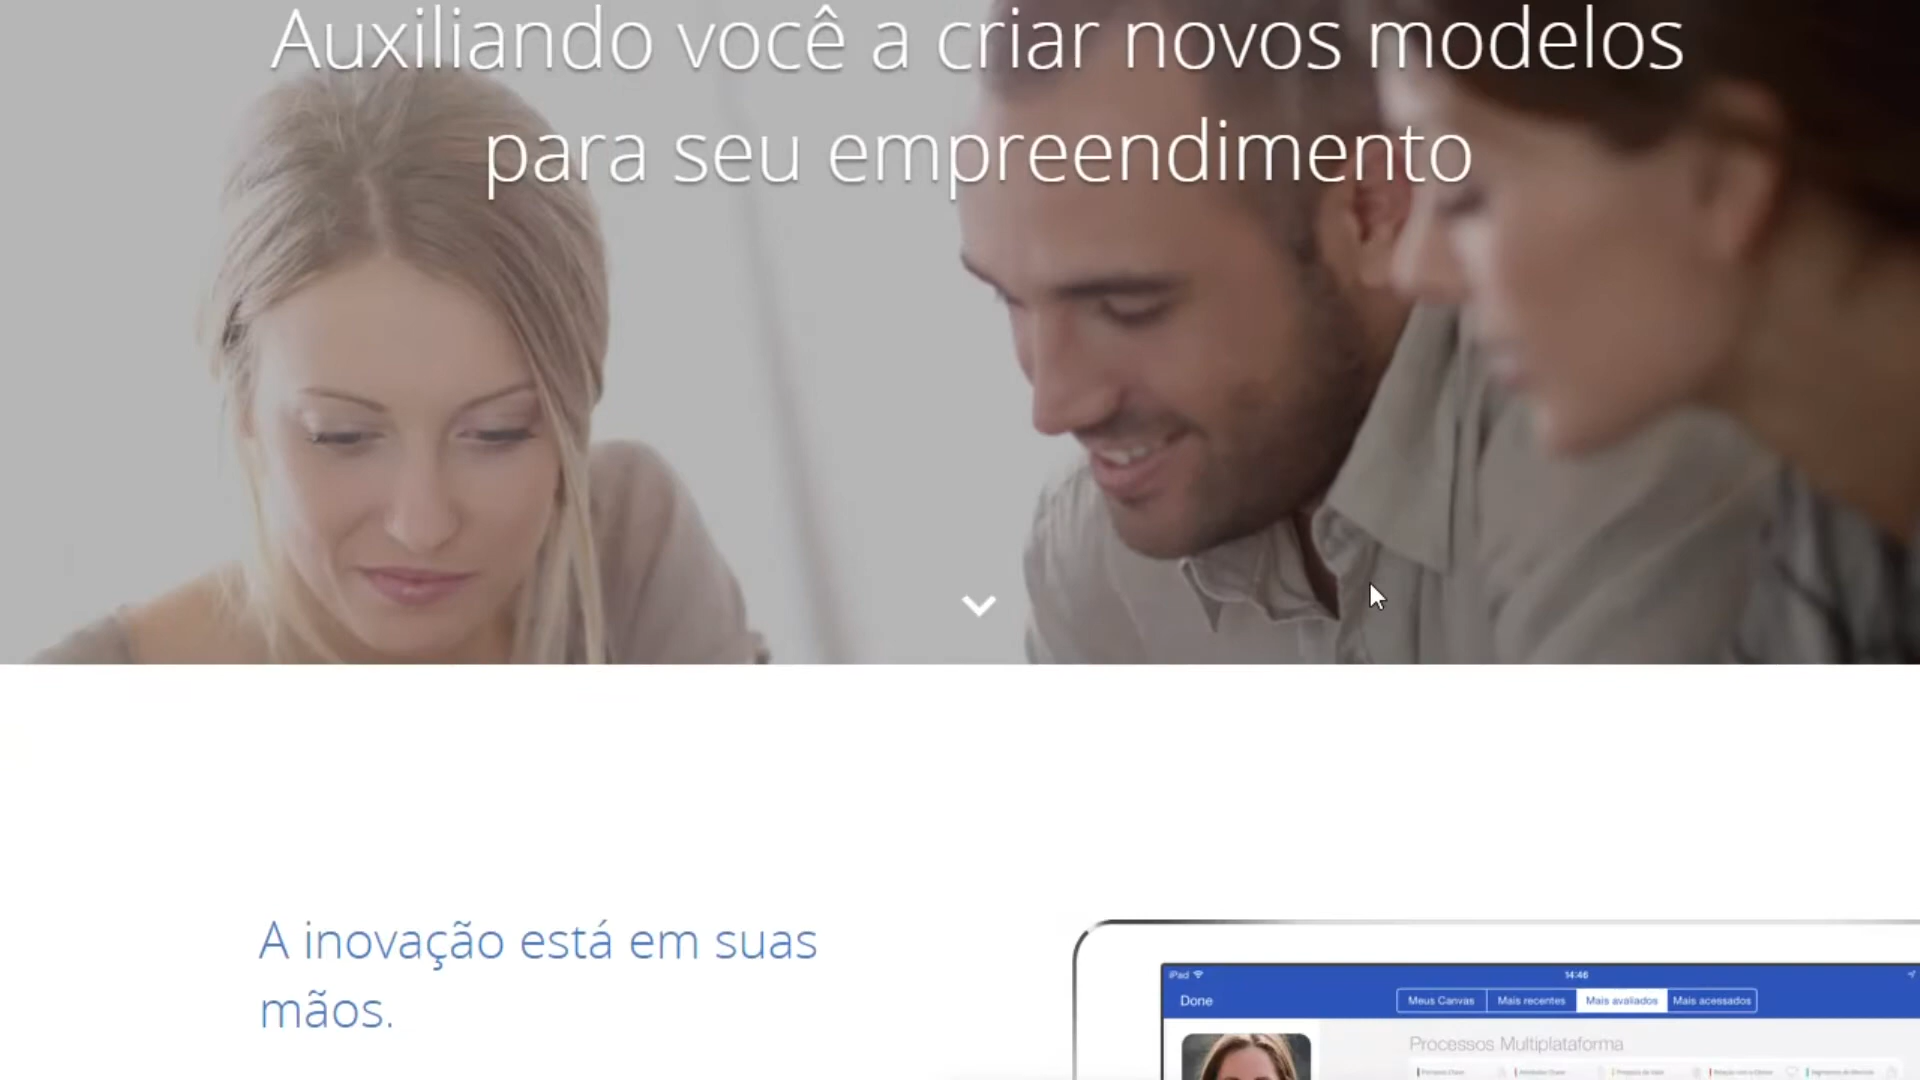 Auxiliando você a criar novos modelos
para seu empreendimento
A inovação está em suas
mãos.
iPad
14:46
Done
Meus Canvas
Mais recentes
Mais avaliados
Mais acessados
Processos Multiplataforma